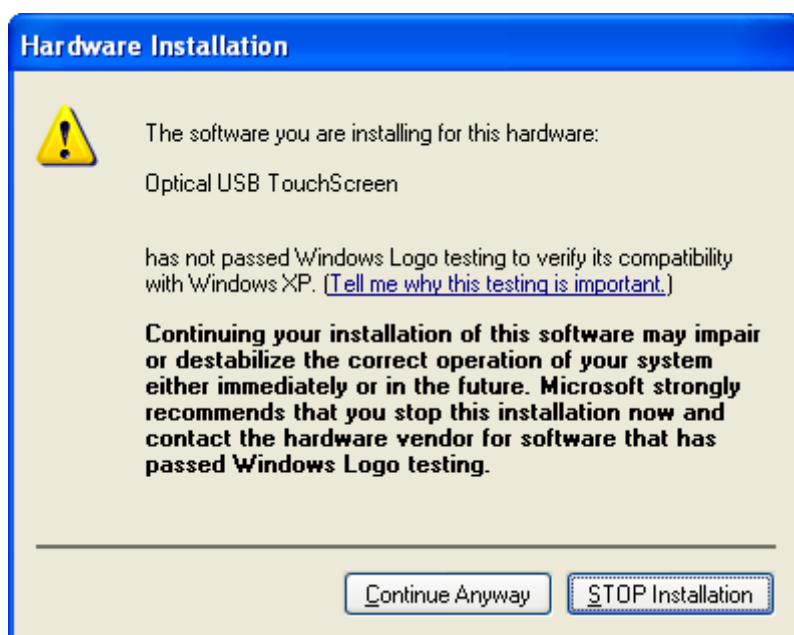 Hardware Installation
The software you are installing for this hardware:
Optical USB TouchScreen
has not passed Windows Logo testing to verify its compatibility
with Windows XP. (Tell me why this testing is important.)
Continuing your installation of this software may impair
or destabilize the correct operation of your system
either immediately or in the future. Microsoft strongly
recommends that you stop this installation now and
contact the hardware vendor for software that has
passed Windows Logo testing.
Continue Anyway
STOP Installation